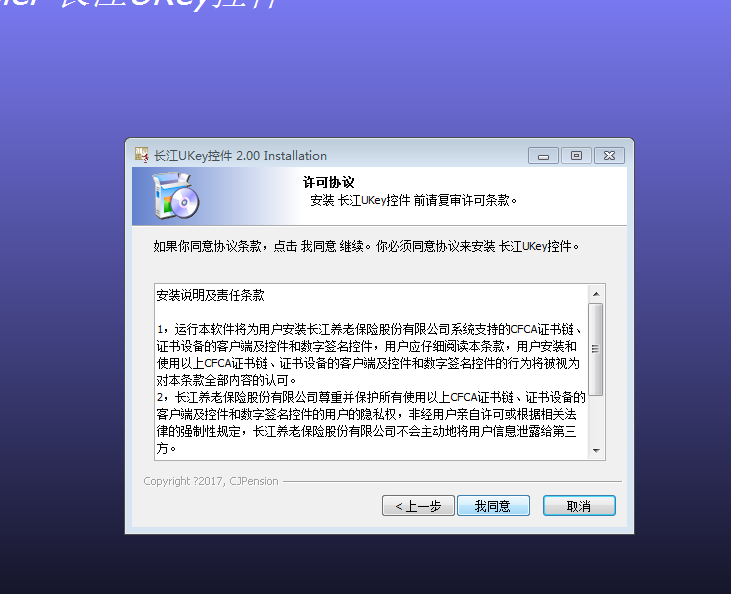 长江UKey控件
长江UKey控件 2.00 Installation
许可协议
安装 长江UKey控件 前请复审许可条款。
如果你同意协议条款，点击 我同意 继续。你必须同意协议来安装 长江UKey控件。
安装说明及责任条款
1，运行本软件将为用户安装长江养老保险股份有限公司系统支持的CFCA证书链、
证书设备的客户端及控件和数字签名控件，用户应仔细阅读本条款，用户安装和
使用以上CFCA证书链、证书设备的客户端及控件和数字签名控件的行为将被视为
对本条款全部内容的认可。
2，长江养老保险股份有限公司尊重并保护所有使用以上CFCA证书链、证书设备的
客户端及控件和数字签名控件的用户的隐私权，非经用户亲自许可或根据相关法
律的强制性规定，长江养老保险股份有限公司不会主动地将用户信息泄露给第三
方。
Copyright ?2017, CJPension
< 上一步
我同意
取消